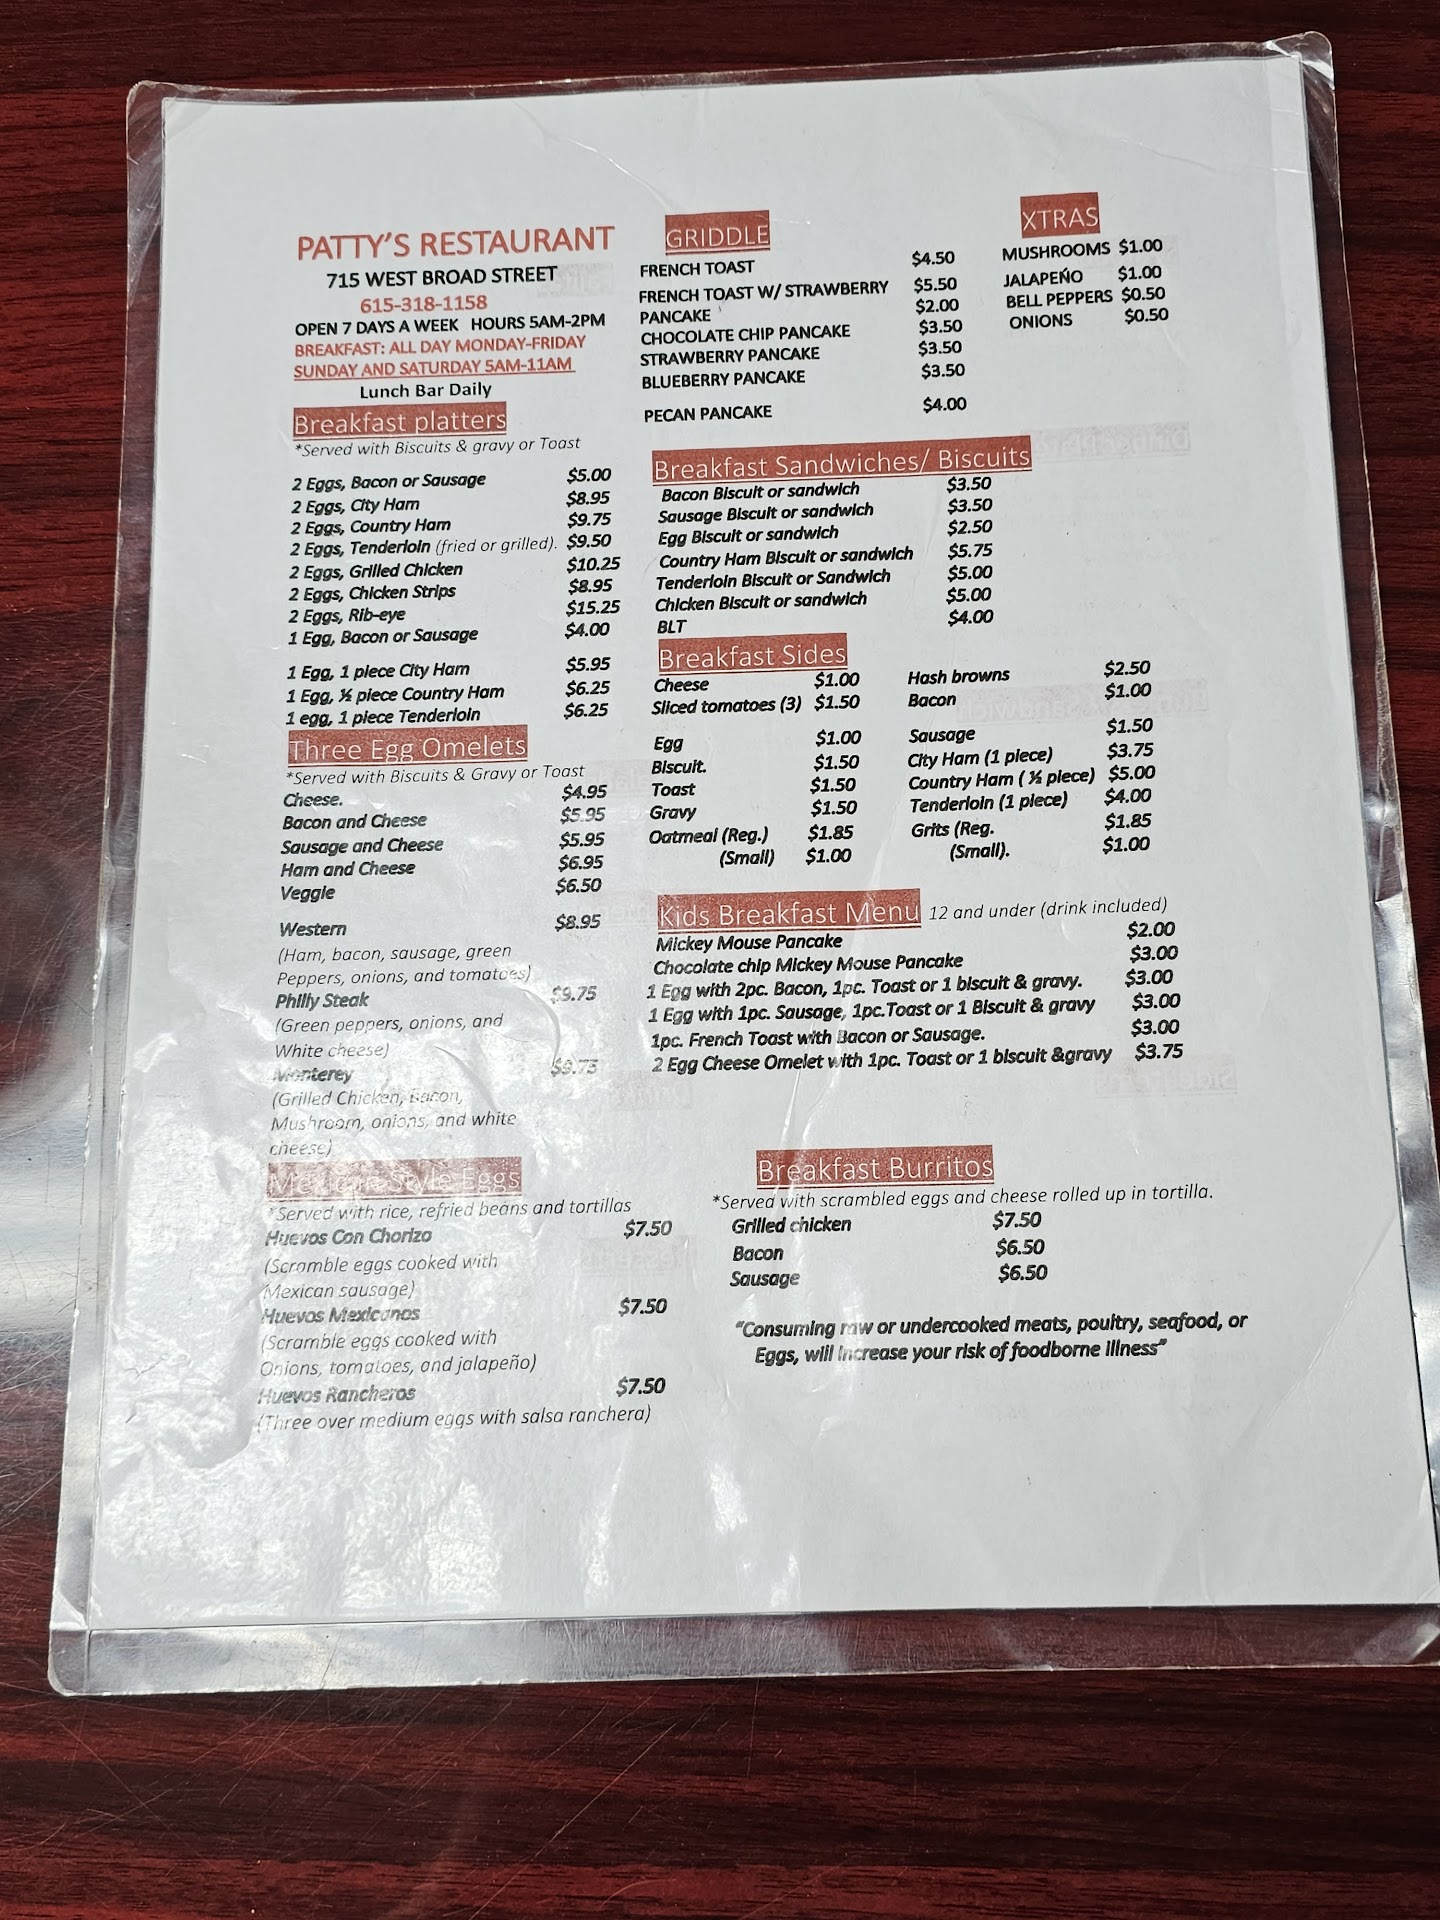 PATTY'S RESTAURANT
715 WEST BROAD STREET
615-318-1158
OPEN 7 DAYS A WEEK HOURS 5AM-2PM
BREAKFAST: ALL DAY MONDAY-FRIDAY
SUNDAY AND SATURDAY 5AM-11AM
Lunch Bar Daily
Breakfast platters
*Served with Biscuits & gravy or Toast
2 Eggs, Bacon or Sausage $5.00
2 Eggs, City Ham $8.95
2 Eggs, Country Ham $9.75
2 Eggs, Tenderloin (fried or grilled). $9.50
2 Eggs, Grilled Chicken $10.25
2 Eggs, Chicken Strips $8.95
2 Eggs, Rib-eye $15.25
1 Egg, Bacon or Sausage $4.00
1 Egg, 1 piece City Ham $5.95
1 Egg, ½ piece Country Ham $6.25
1 egg, 1 piece Tenderloin $6.25
Three Egg Omelets
*Served with Biscuits & Gravy or Toast
Cheese. $4.95
Bacon and Cheese $5.95
Sausage and Cheese $5.95
Ham and Cheese $6.95
Veggie $6.50
Western $8.95
(Ham, bacon, sausage, green
Peppers, onions, and tomatoes)
Philly Steak $9.75
(Green peppers, onions, and
White cheese)
Monterey $9.75
(Grilled Chicken, Bacon,
Mushroom, onions, and white
cheese)
Mexican Style Eggs
*Served with rice, refried beans and tortillas
Huevos Con Chorizo $7.50
(Scramble eggs cooked with
Mexican sausage)
Huevos Mexicanos $7.50
(Scramble eggs cooked with
Onions, tomatoes, and jalapeño)
Huevos Rancheros $7.50
(Three over medium eggs with salsa ranchera)
GRIDDLE
FRENCH TOAST $4.50
FRENCH TOAST W/ STRAWBERRY $5.50
PANCAKE $2.00
CHOCOLATE CHIP PANCAKE $3.50
STRAWBERRY PANCAKE $3.50
BLUEBERRY PANCAKE $3.50
PECAN PANCAKE $4.00
XTRAS
MUSHROOMS $1.00
JALAPEÑO $1.00
BELL PEPPERS $0.50
ONIONS $0.50
Breakfast Sandwiches/ Biscuits
Bacon Biscuit or sandwich $3.50
Sausage Biscuit or sandwich $3.50
Egg Biscuit or sandwich $2.50
Country Ham Biscuit or sandwich $5.75
Tenderloin Biscuit or Sandwich $5.00
Chicken Biscuit or sandwich $5.00
BLT $4.00
Breakfast Sides
Cheese $1.00
Sliced tomatoes (3) $1.50
Egg $1.00
Biscuit. $1.50
Toast $1.50
Gravy $1.50
Oatmeal (Reg.) $1.85
(Small) $1.00
Hash browns $2.50
Bacon $1.00
Sausage $1.50
City Ham (1 piece) $3.75
Country Ham ( ½ piece) $5.00
Tenderloin (1 piece) $4.00
Grits (Reg. $1.85
(Small). $1.00
Kids Breakfast Menu 12 and under (drink included)
Mickey Mouse Pancake $2.00
Chocolate chip Mickey Mouse Pancake $3.00
1 Egg with 2pc. Bacon, 1pc. Toast or 1 biscuit & gravy. $3.00
1 Egg with 1pc. Sausage, 1pc.Toast or 1 Biscuit & gravy $3.00
1pc. French Toast with Bacon or Sausage. $3.00
2 Egg Cheese Omelet with 1pc. Toast or 1 biscuit &gravy $3.75
Breakfast Burritos
*Served with scrambled eggs and cheese rolled up in tortilla.
Grilled chicken $7.50
Bacon $6.50
Sausage $6.50
"Consuming raw or undercooked meats, poultry, seafood, or
Eggs, will increase your risk of foodborne illness"